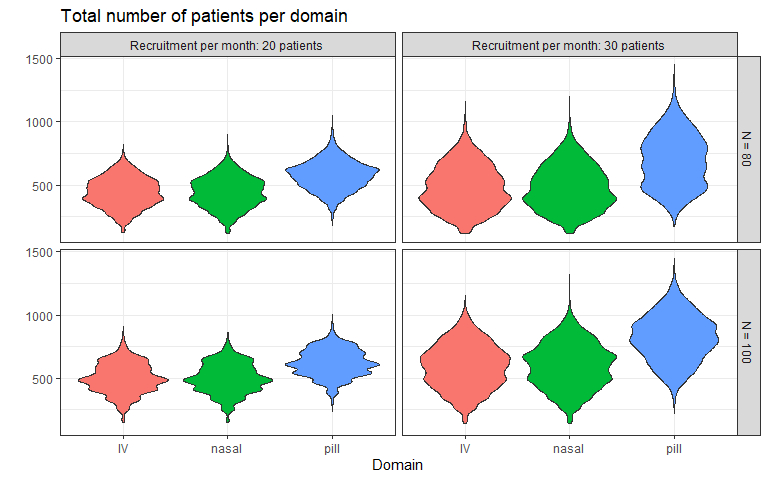 Total number of patients per domain
Recruitment per month: 20 patients
Recruitment per month: 30 patients
1500
1000
500
N = 80
1500
1000
500
N = 100
IV
nasal
pill
IV
nasal
pill
Domain